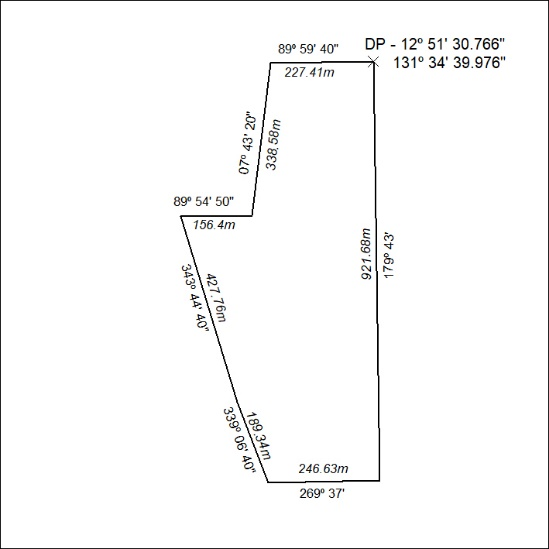 89º 59' 40"
DP - 12º 51' 30.766"
131º 34' 39.976"
227.41m
07º 43' 20"
338.58m
89º 54' 50"
156.4m
921.68m
179º 43'
427.76m
343º 44' 40"
189.34m
339º 06' 40"
246.63m
269º 37'